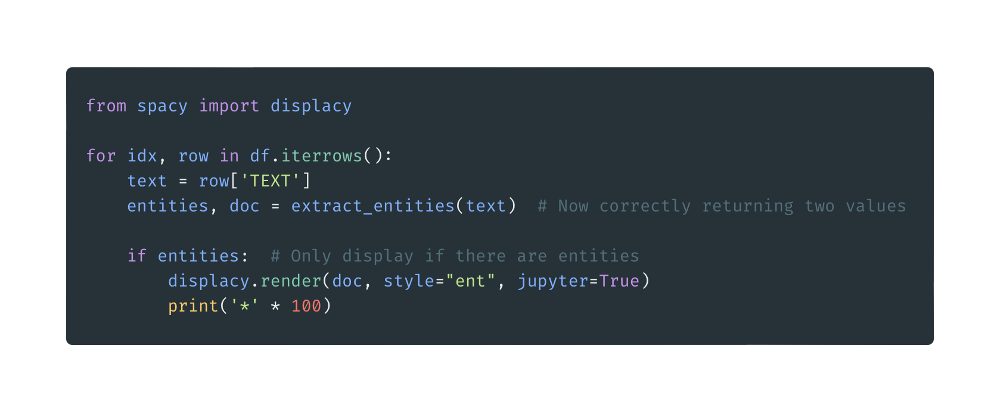 from spacy import displacy

for idx, row in df.iterrows():
    text = row['TEXT']
    entities, doc = extract_entities(text)  # Now correctly returning two values

    if entities:  # Only display if there are entities
        displacy.render(doc, style="ent", jupyter=True)
        print('*' * 100)